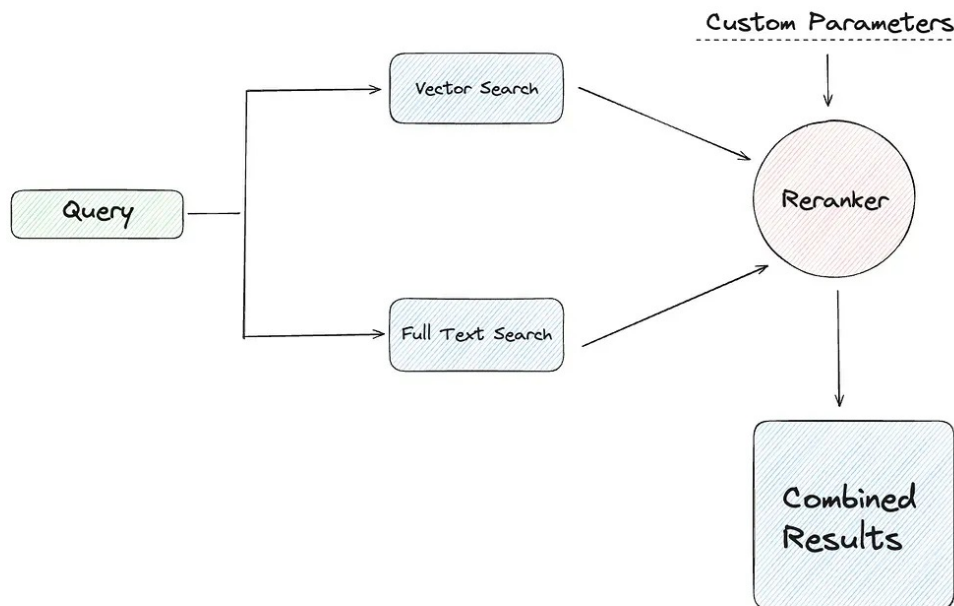 Custom Parameters
Vector Search
Query
Reranker
Full Text Search
Combined
Results